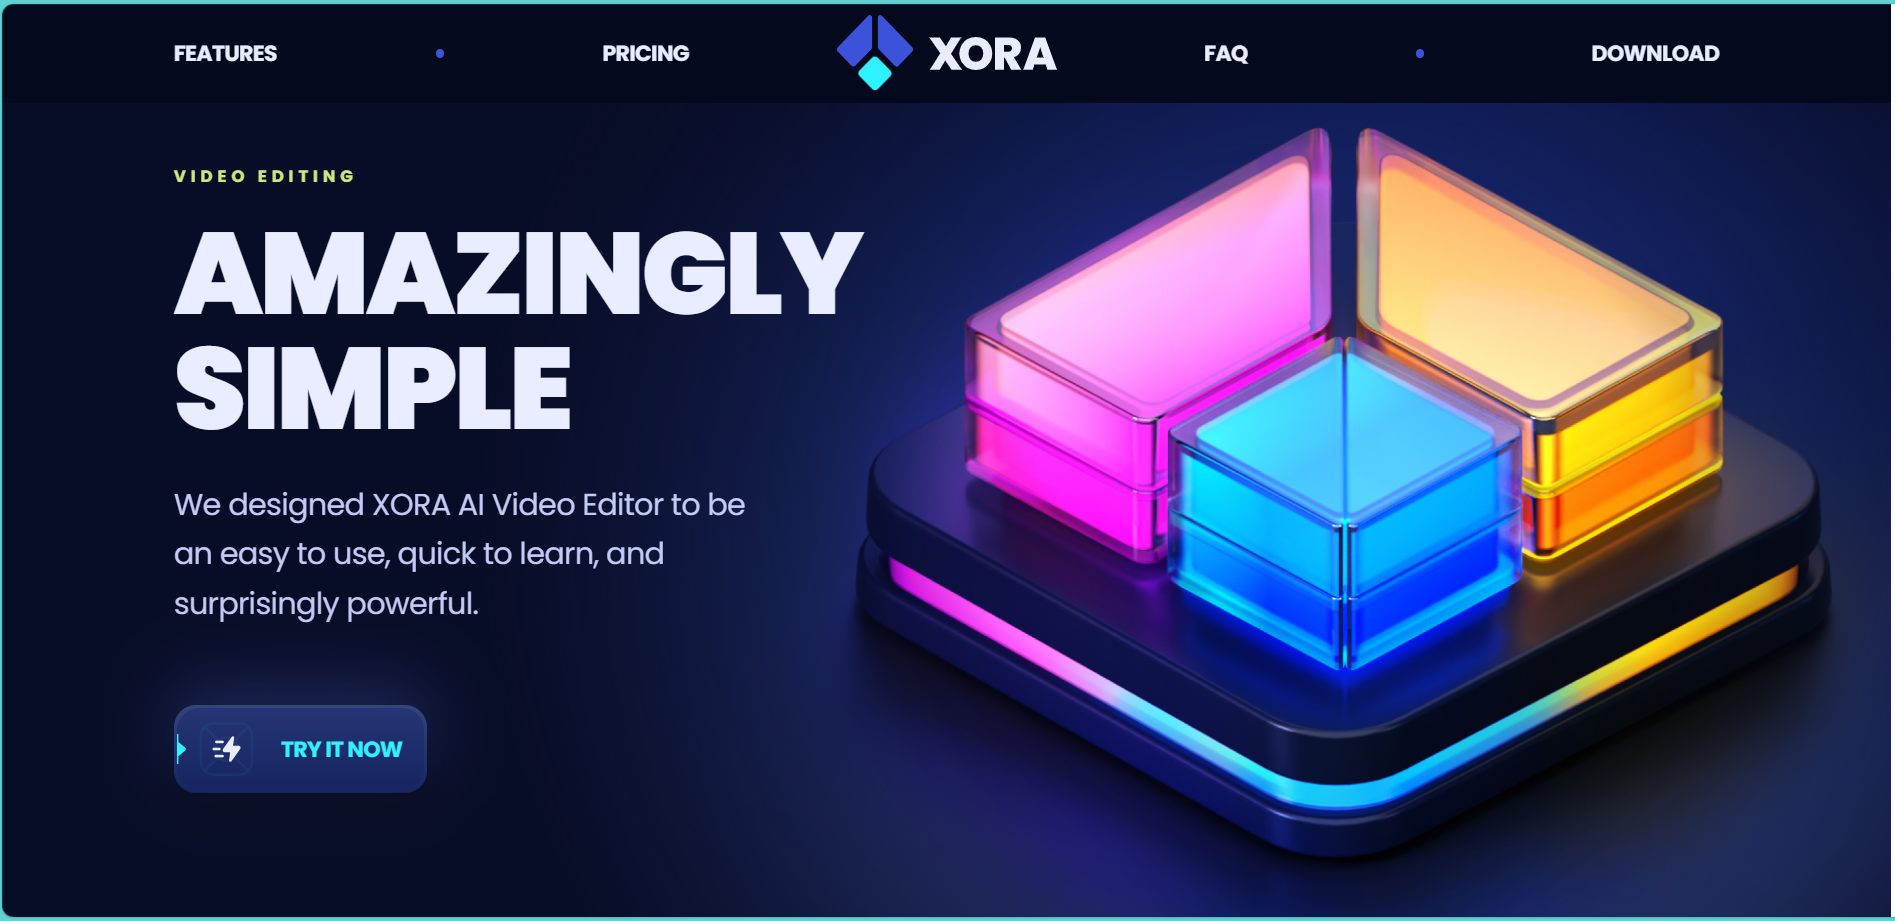 FEATURES
PRICING
XORA
FAQ
DOWNLOAD
VIDEO EDITING
AMAZINGLY
SIMPLE
We designed XORA AI Video Editor to be
an easy to use, quick to learn, and
surprisingly powerful.
TRY IT NOW